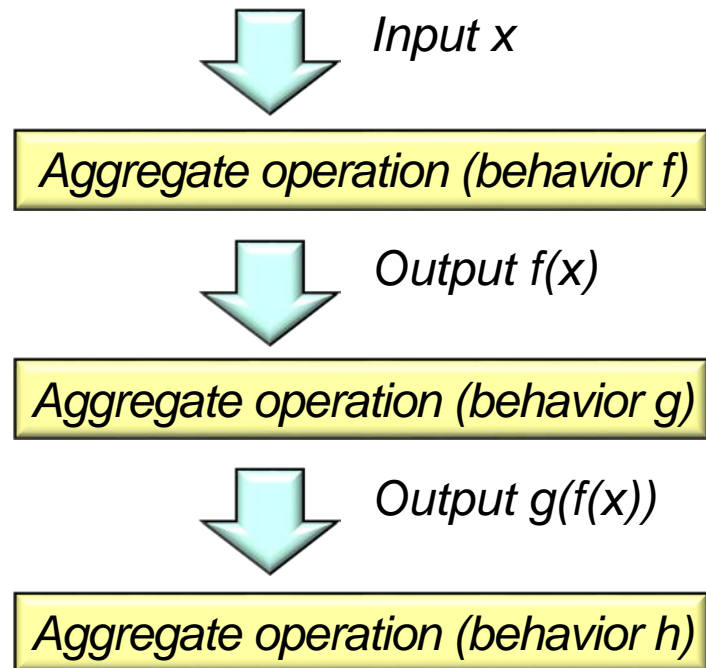 Input x
Aggregate operation (behavior f)
Output f(x)
Aggregate operation (behavior g)
Output g(f(x))
Aggregate operation (behavior h)